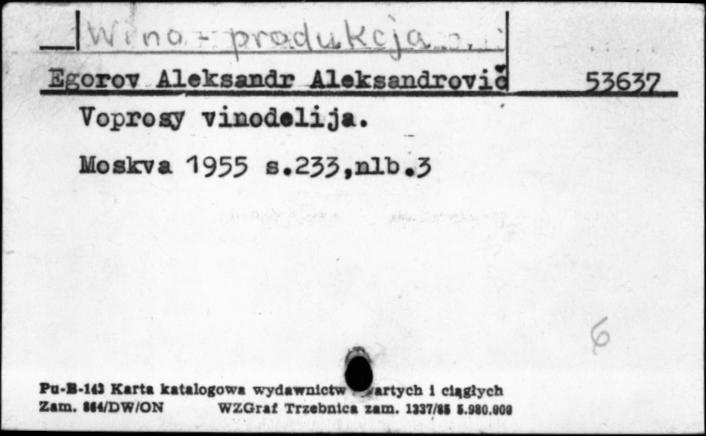 Wino - produkcja
Egorov Aleksandr Aleksandrovič 53637
Voprosy vinodelija.
Moskva 1955 s.233,nlb.3
6
Pu-B-143 Karta katalogowa wydawnictw artych i ciągłych
Zam. 864/DW/ON WZGraf Trzebnica zam. 1337/85 5.980.000